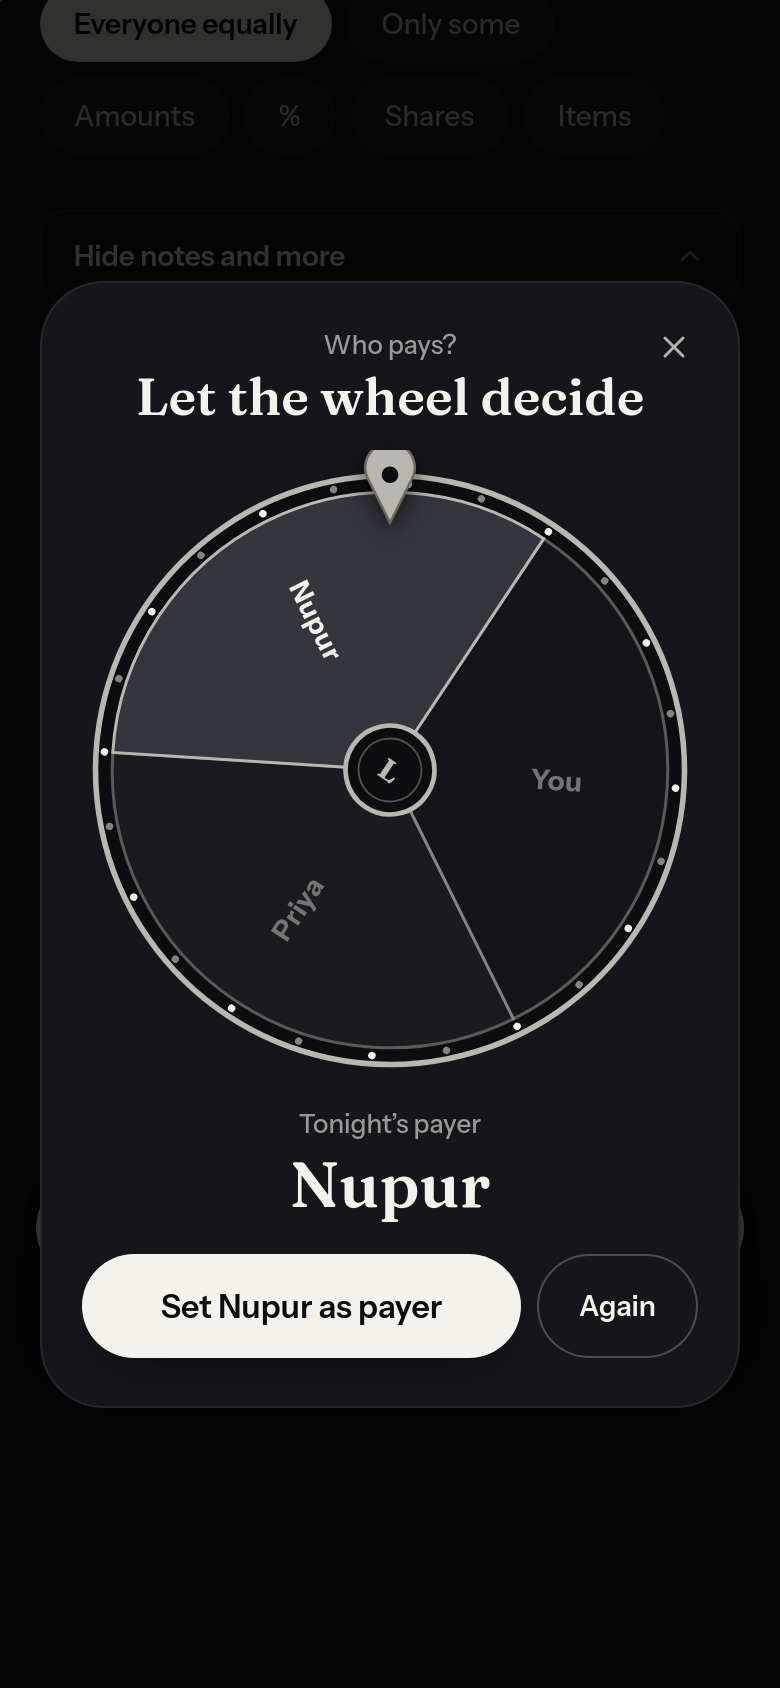 Everyone equally
Only some
Amounts
%
Shares
Items
Hide notes and more
Who pays?
Let the wheel decide
Nupur
You
L
Priya
Tonight’s payer
Nupur
Set Nupur as payer
Again